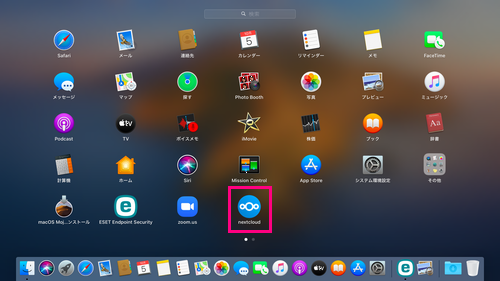 検索
Safari
メール
連絡先
カレンダー
リマインダー
メモ
FaceTime
メッセージ
マップ
探す
Photo Booth
写真
プレビュー
ミュージック
Podcast
TV
ボイスメモ
iMovie
株価
ブック
辞書
計算機
ホーム
Siri
Mission Control
App Store
システム環境設定
その他
macOS Moj...ンストール
ESET Endpoint Security
zoom.us
nextcloud